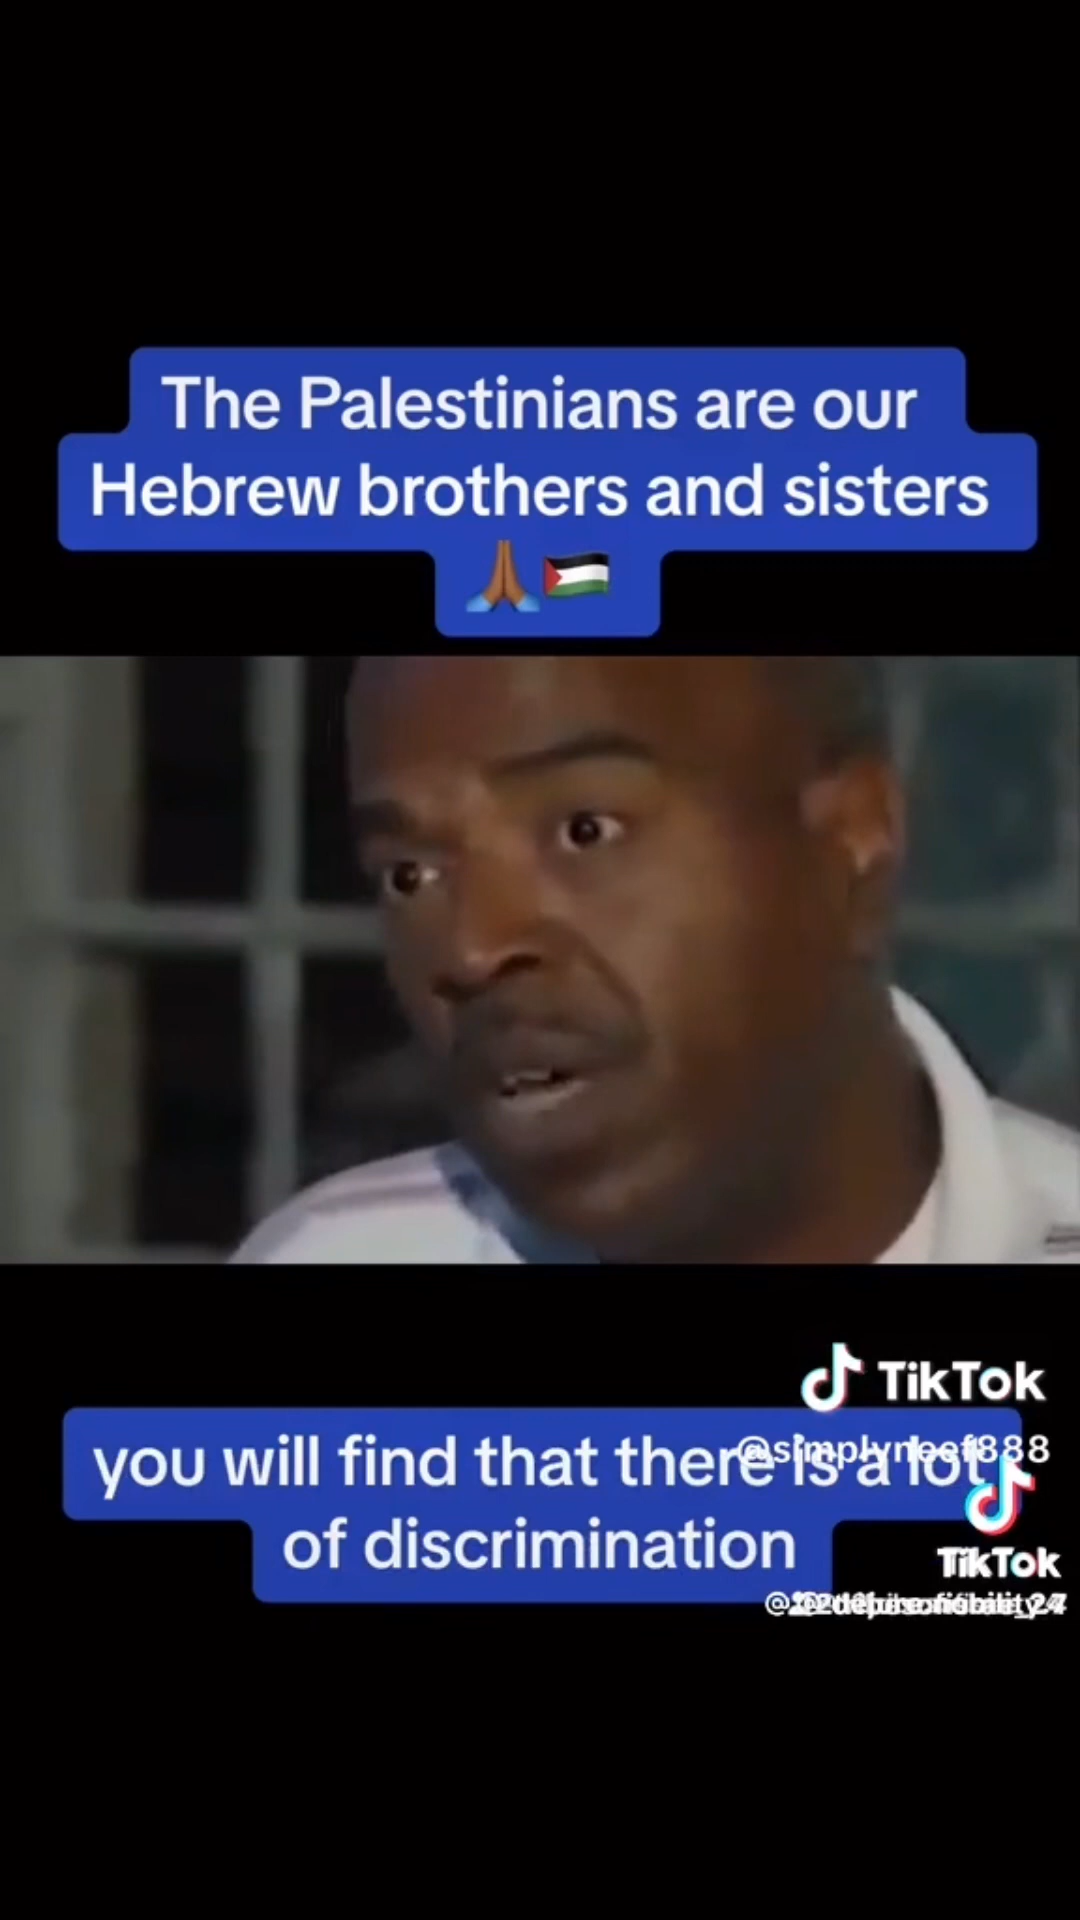 The Palestinians are our
Hebrew brothers and sisters
TikTok
@simplyneef888
you will find that there is a lot
of discrimination
TikTok